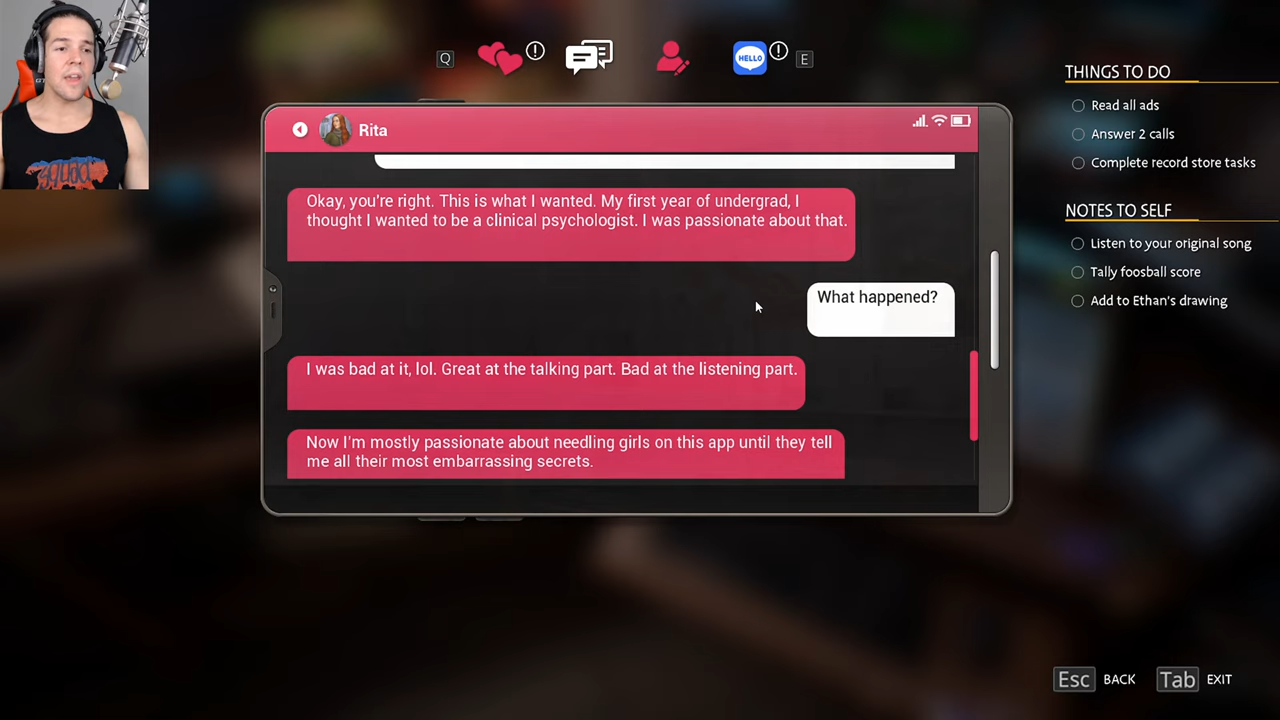 Q
HELLO
E
Rita
Okay, you're right. This is what I wanted. My first year of undergrad, I
thought I wanted to be a clinical psychologist. I was passionate about that.
What happened?
I was bad at it, lol. Great at the talking part. Bad at the listening part.
Now I'm mostly passionate about needling girls on this app until they tell
me all their most embarrassing secrets.
THINGS TO DO
Read all ads
Answer 2 calls
Complete record store tasks
NOTES TO SELF
Listen to your original song
Tally foosball score
Add to Ethan's drawing
Esc BACK Tab EXIT